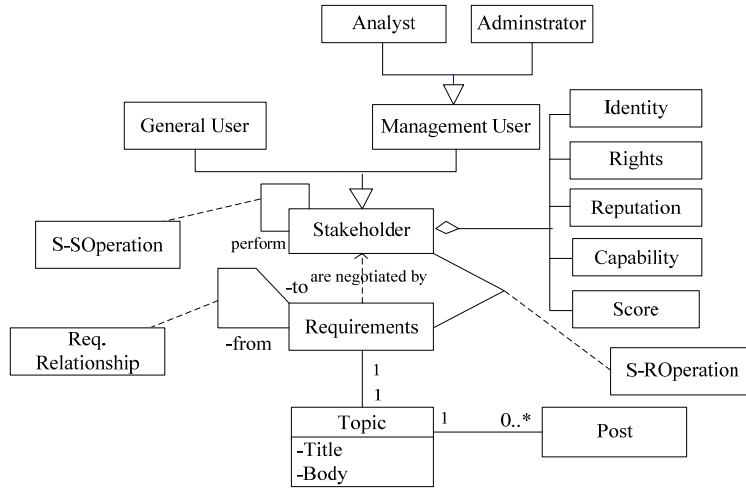 Analyst
Adminstrator
General User
Management User
Identity
Rights
Reputation
Capability
Score
S-SOperation
perform
Stakeholder
are negotiated by
-to
-from
Requirements
Req.
Relationship
S-ROperation
1
1
Topic
-Title
-Body
1
0..*
Post